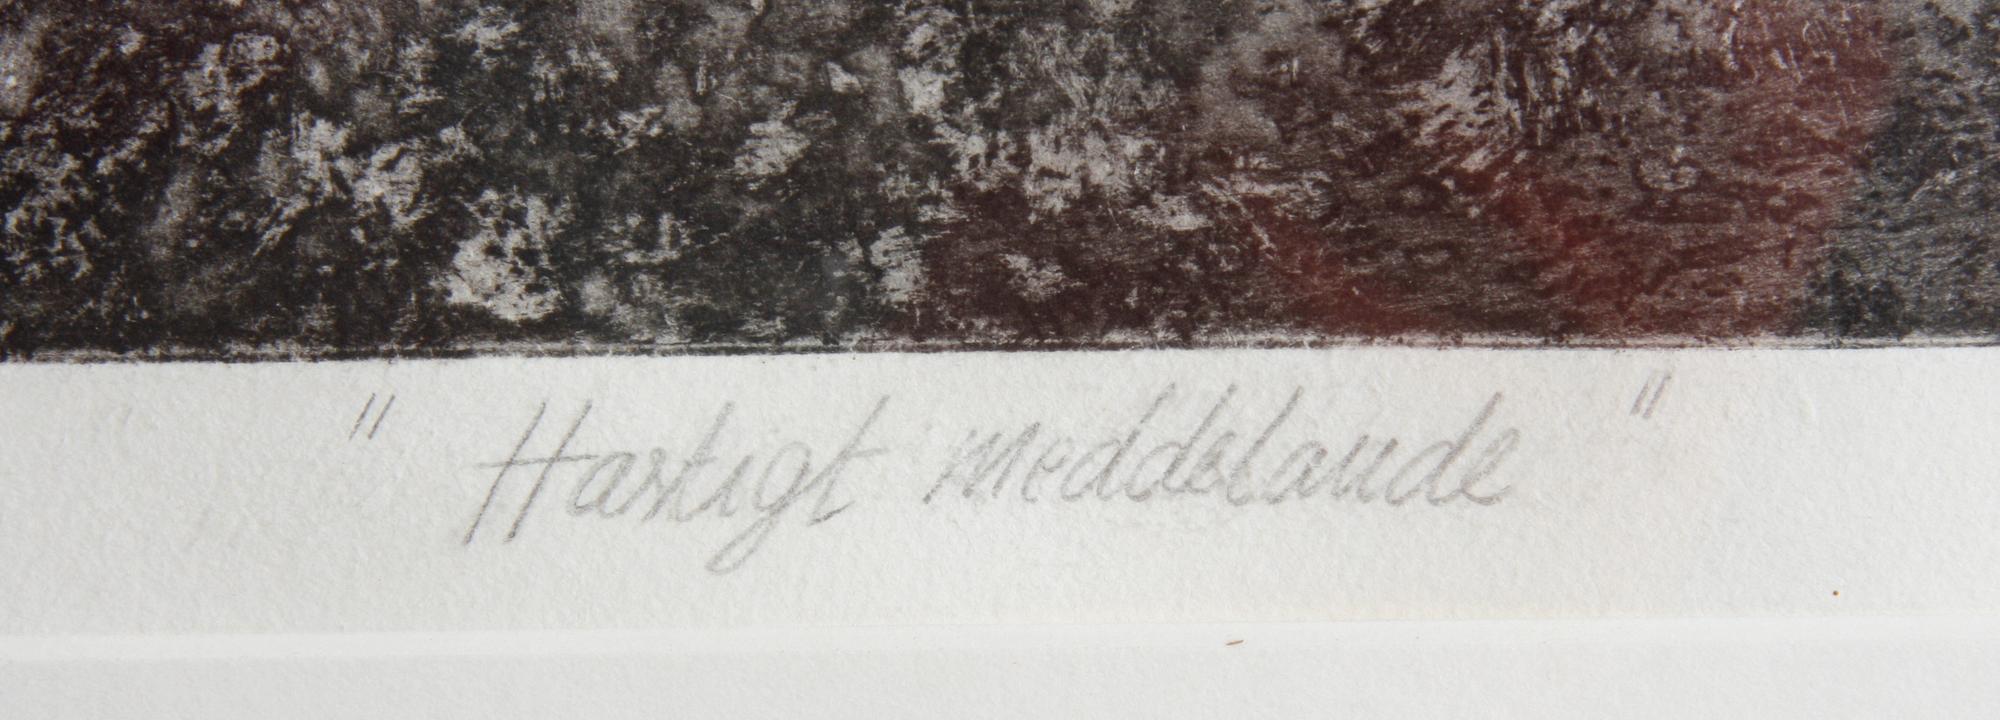 " Hastigt meddelande "